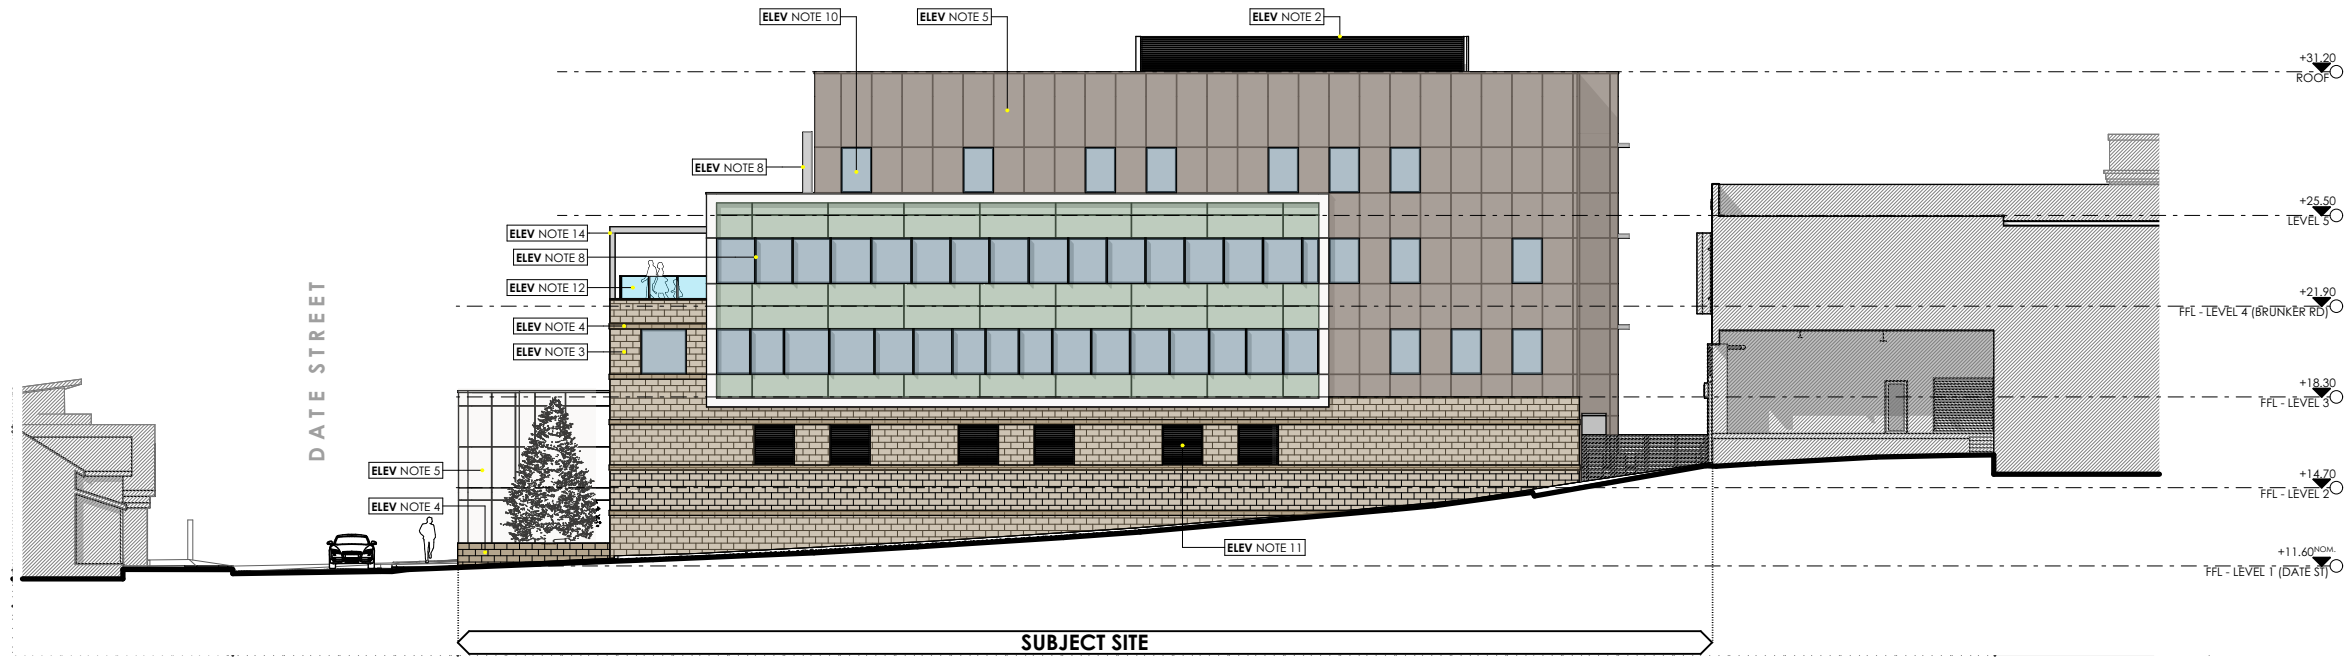 ELEV NOTE 10
ELEV NOTE 5
ELEV NOTE 2
+31.20
ROOF
ELEV NOTE 8
+25.50
LEVEL 5
ELEV NOTE 14
ELEV NOTE 8
ELEV NOTE 12
+21.90
FFL - LEVEL 4 (BRUNKER RD)
ELEV NOTE 4
ELEV NOTE 3
DATE STREET
+18.30
FFL - LEVEL 3
ELEV NOTE 5
+14.70
FFL - LEVEL 2
ELEV NOTE 4
ELEV NOTE 11
+11.60NOM.
FFL - LEVEL 1 (DATE ST)
SUBJECT SITE